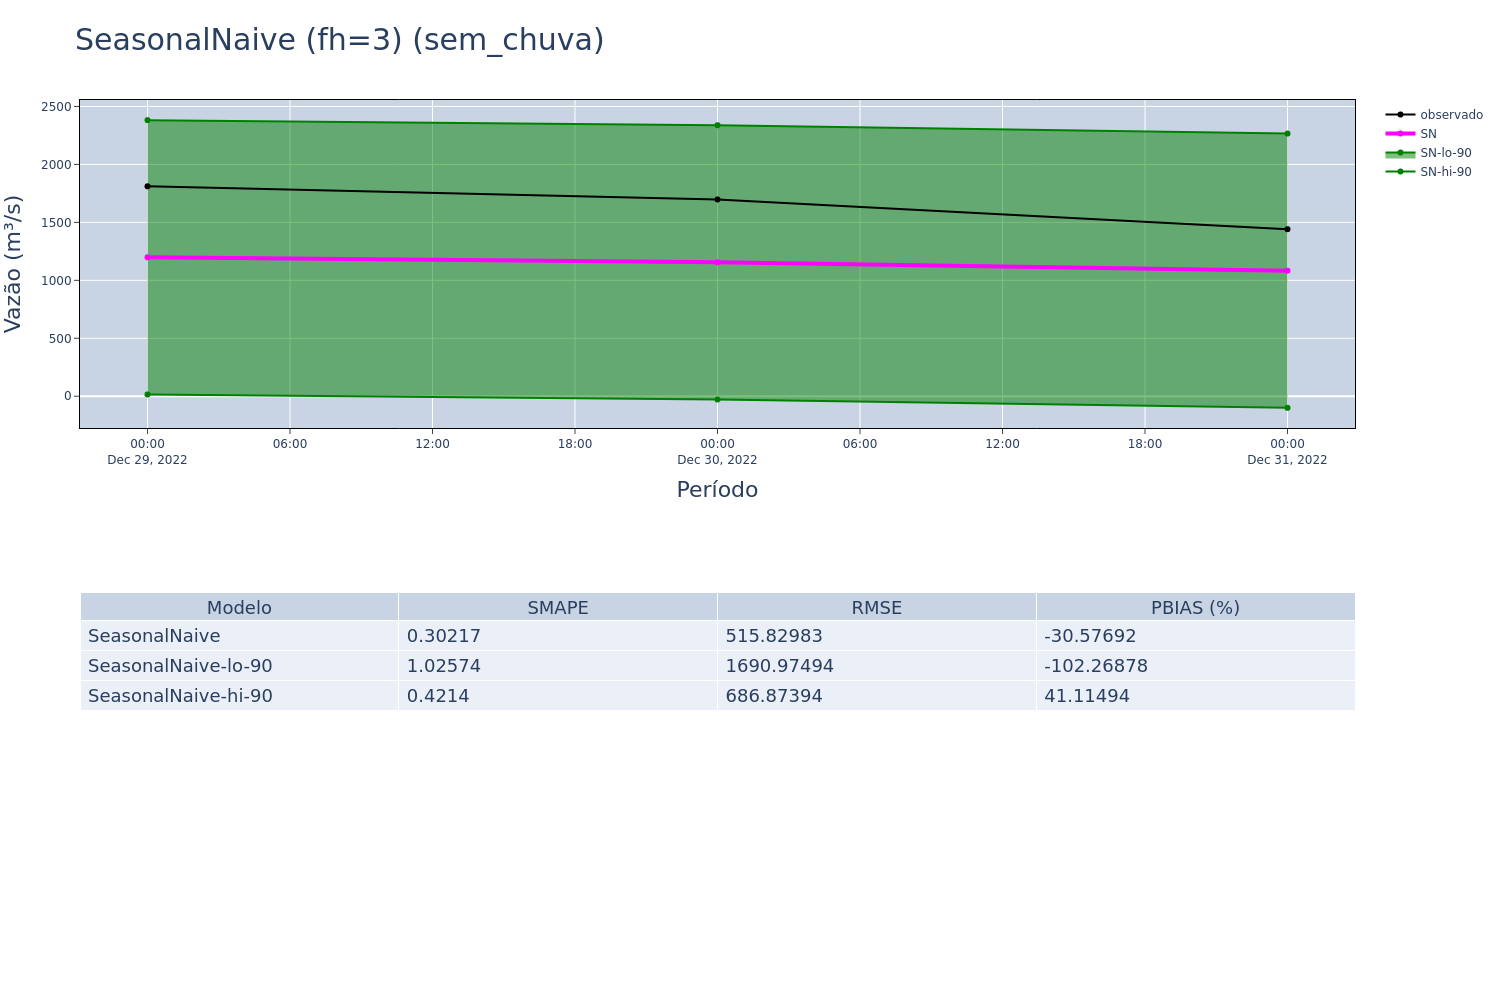 SeasonalNaive (fh=3) (sem_chuva)
Vazão (m³/s)
2500
2000
1500
1000
500
0
00:00 06:00 12:00 18:00 00:00 06:00 12:00 18:00 00:00
Dec 29, 2022 Dec 30, 2022 Dec 31, 2022
Período
observado
SN
SN-lo-90
SN-hi-90
Modelo SMAPE RMSE PBIAS (%)
SeasonalNaive 0.30217 515.82983 -30.57692
SeasonalNaive-lo-90 1.02574 1690.97494 -102.26878
SeasonalNaive-hi-90 0.4214 686.87394 41.11494